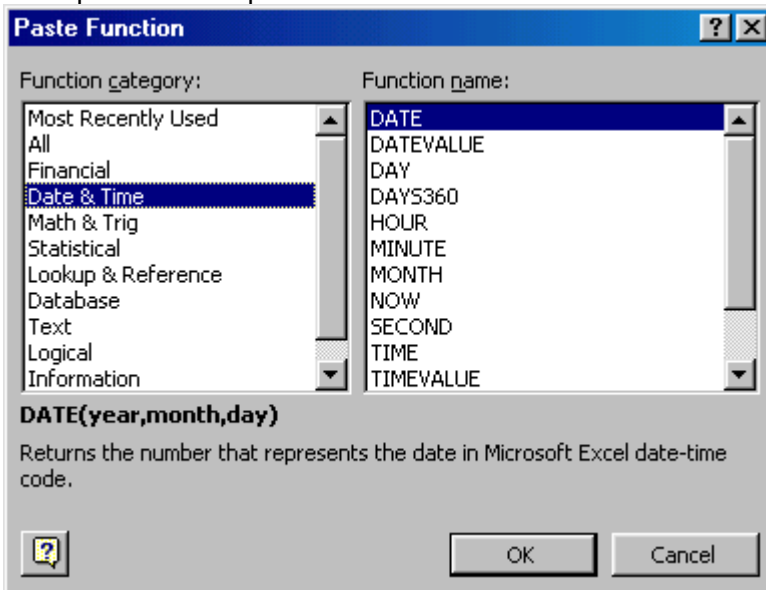 Paste Function
Function category:
Function name:
Most Recently Used
All
Financial
Date & Time
Math & Trig
Statistical
Lookup & Reference
Database
Text
Logical
Information
DATE
DATEVALUE
DAY
DAYS360
HOUR
MINUTE
MONTH
NOW
SECOND
TIME
TIMEVALUE
DATE(year,month,day)
Returns the number that represents the date in Microsoft Excel date-time
code.
OK
Cancel